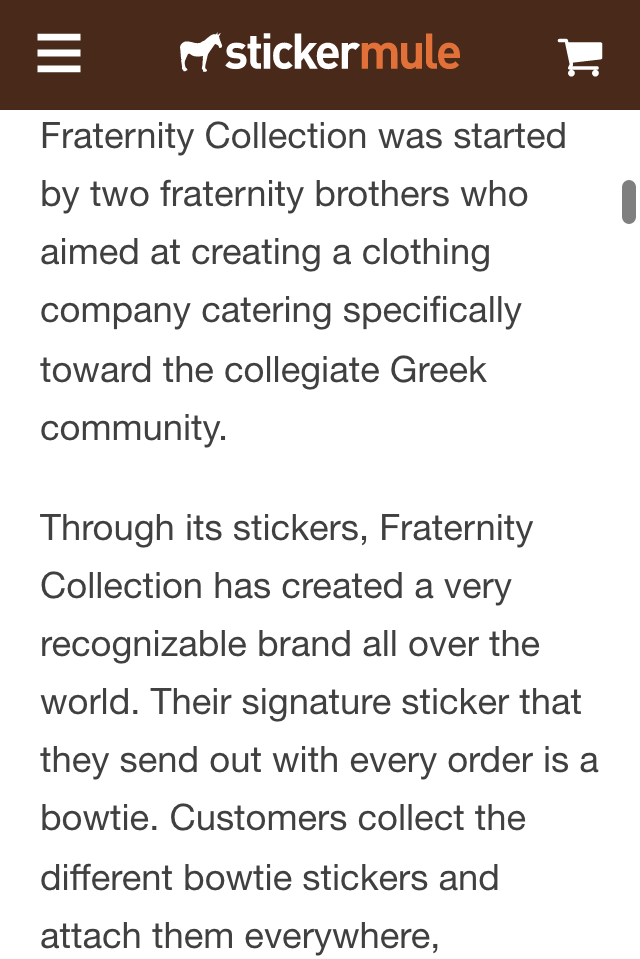 stickermule
Fraternity Collection was started
by two fraternity brothers who
aimed at creating a clothing
company catering specifically
toward the collegiate Greek
community.
Through its stickers, Fraternity
Collection has created a very
recognizable brand all over the
world. Their signature sticker that
they send out with every order is a
bowtie. Customers collect the
different bowtie stickers and
attach them everywhere,